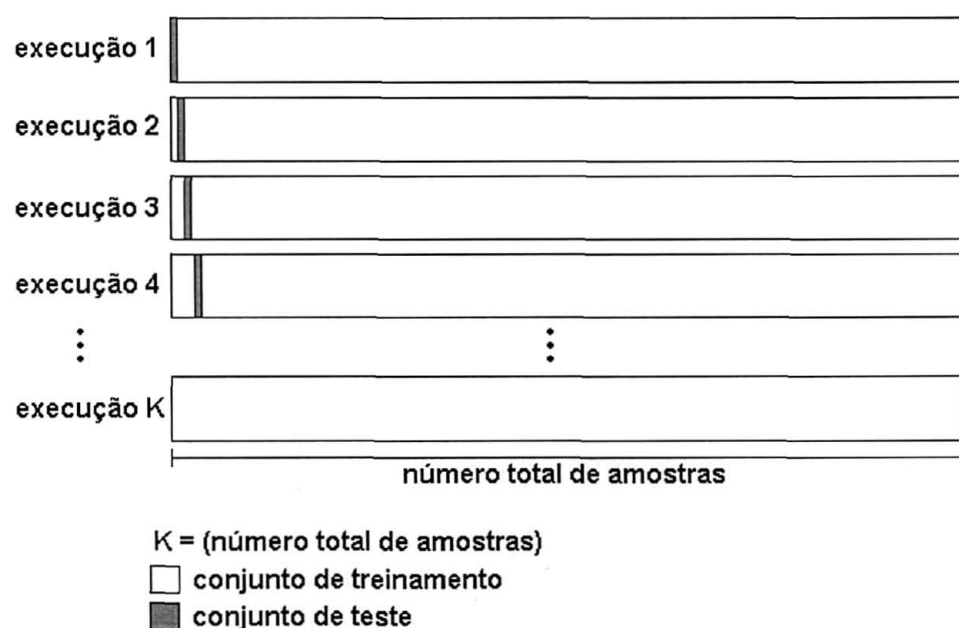 execução 1
execução 2
execução 3
execução 4
execução K
número total de amostras
K = (número total de amostras)
conjunto de treinamento
conjunto de teste